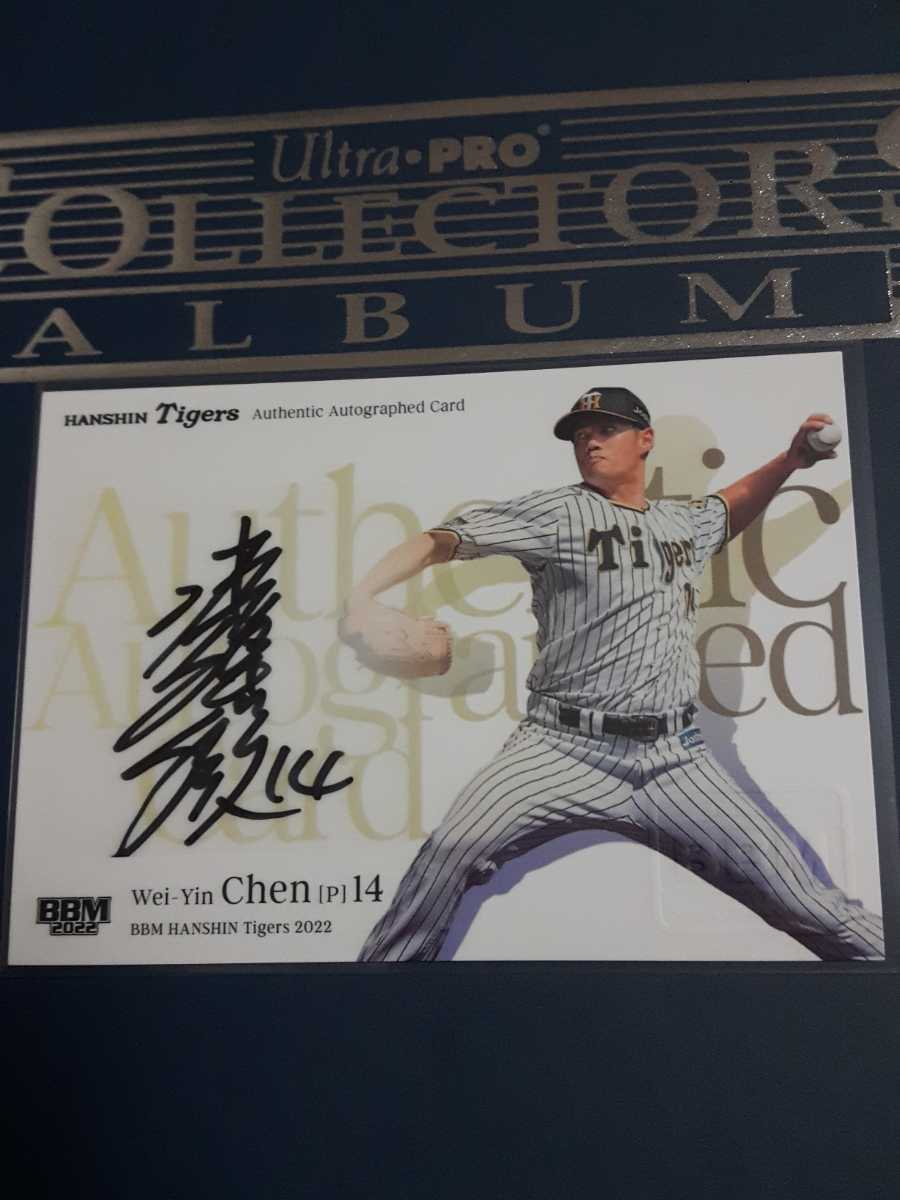 Ultra·PRO®
COLLECTORS
ALBUM
HANSHIN Tigers Authentic Autographed Card
Authentic
Autographed
Card
Tigers
14
Wei-Yin Chen [P] 14
BBM
2022
BBM HANSHIN Tigers 2022